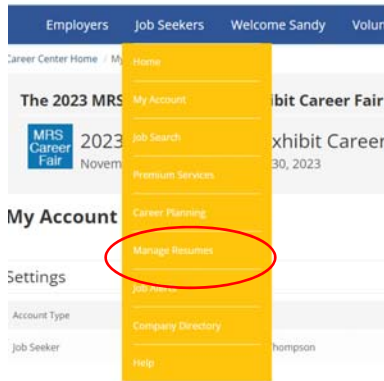 Employers Job Seekers Welcome Sandy Volun
Career Center Home / My
Home
The 2023 MRS
ibit Career Fair
My Account
MRS
Career
Fair
2023
Novem
Job Search
xhibit Career
30, 2023
Premium Services
My Account
Career Planning
Manage Resumes
Settings
Job Alerts
Account Type
Company Directory
Job Seeker
hompson
Help